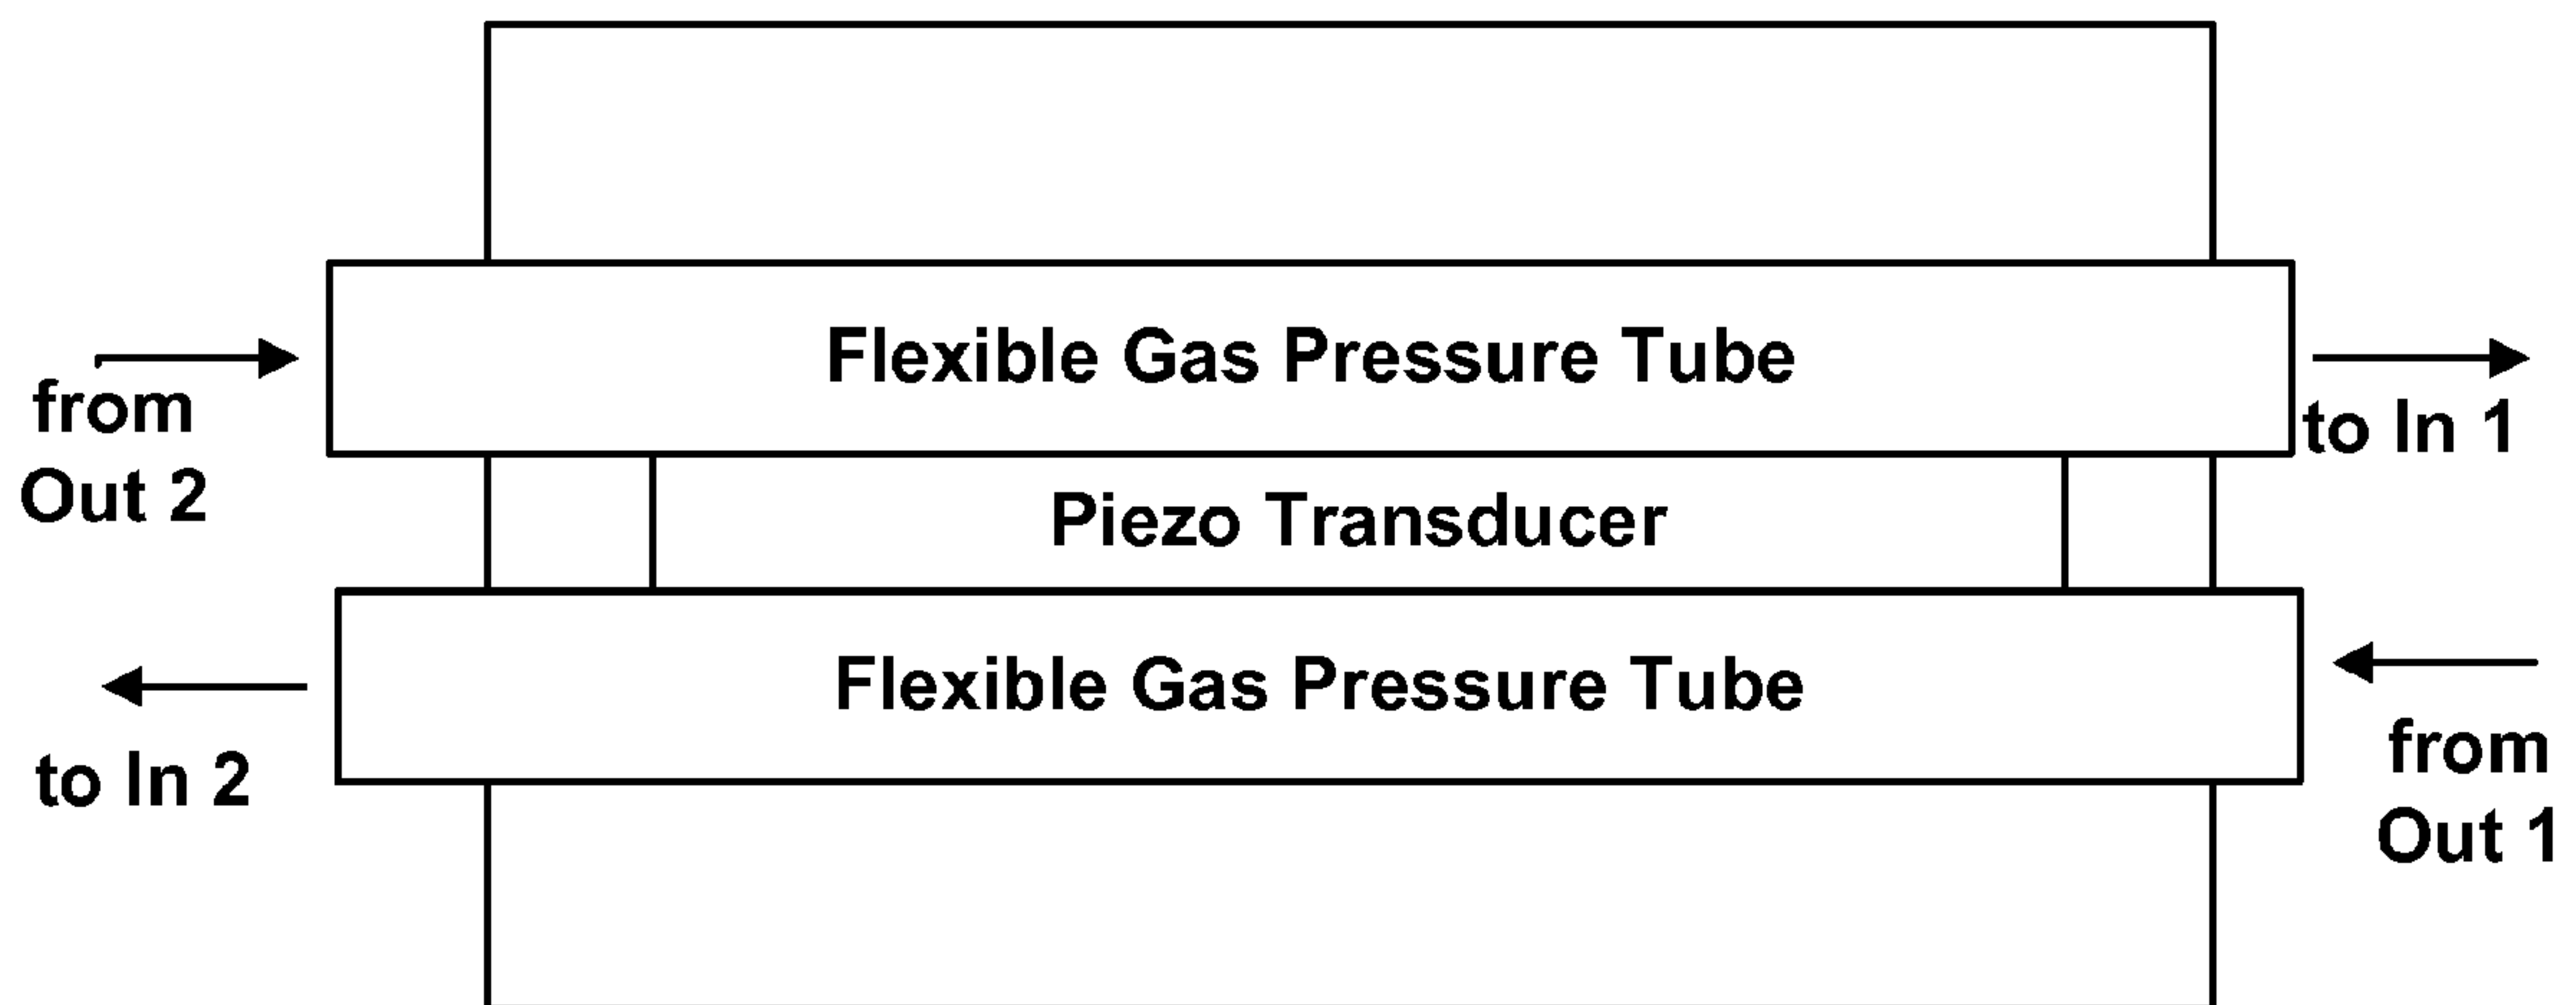 Flexible Gas Pressure Tube
from
Out 2
to In 1
Piezo Transducer
Flexible Gas Pressure Tube
to In 2
from
Out 1